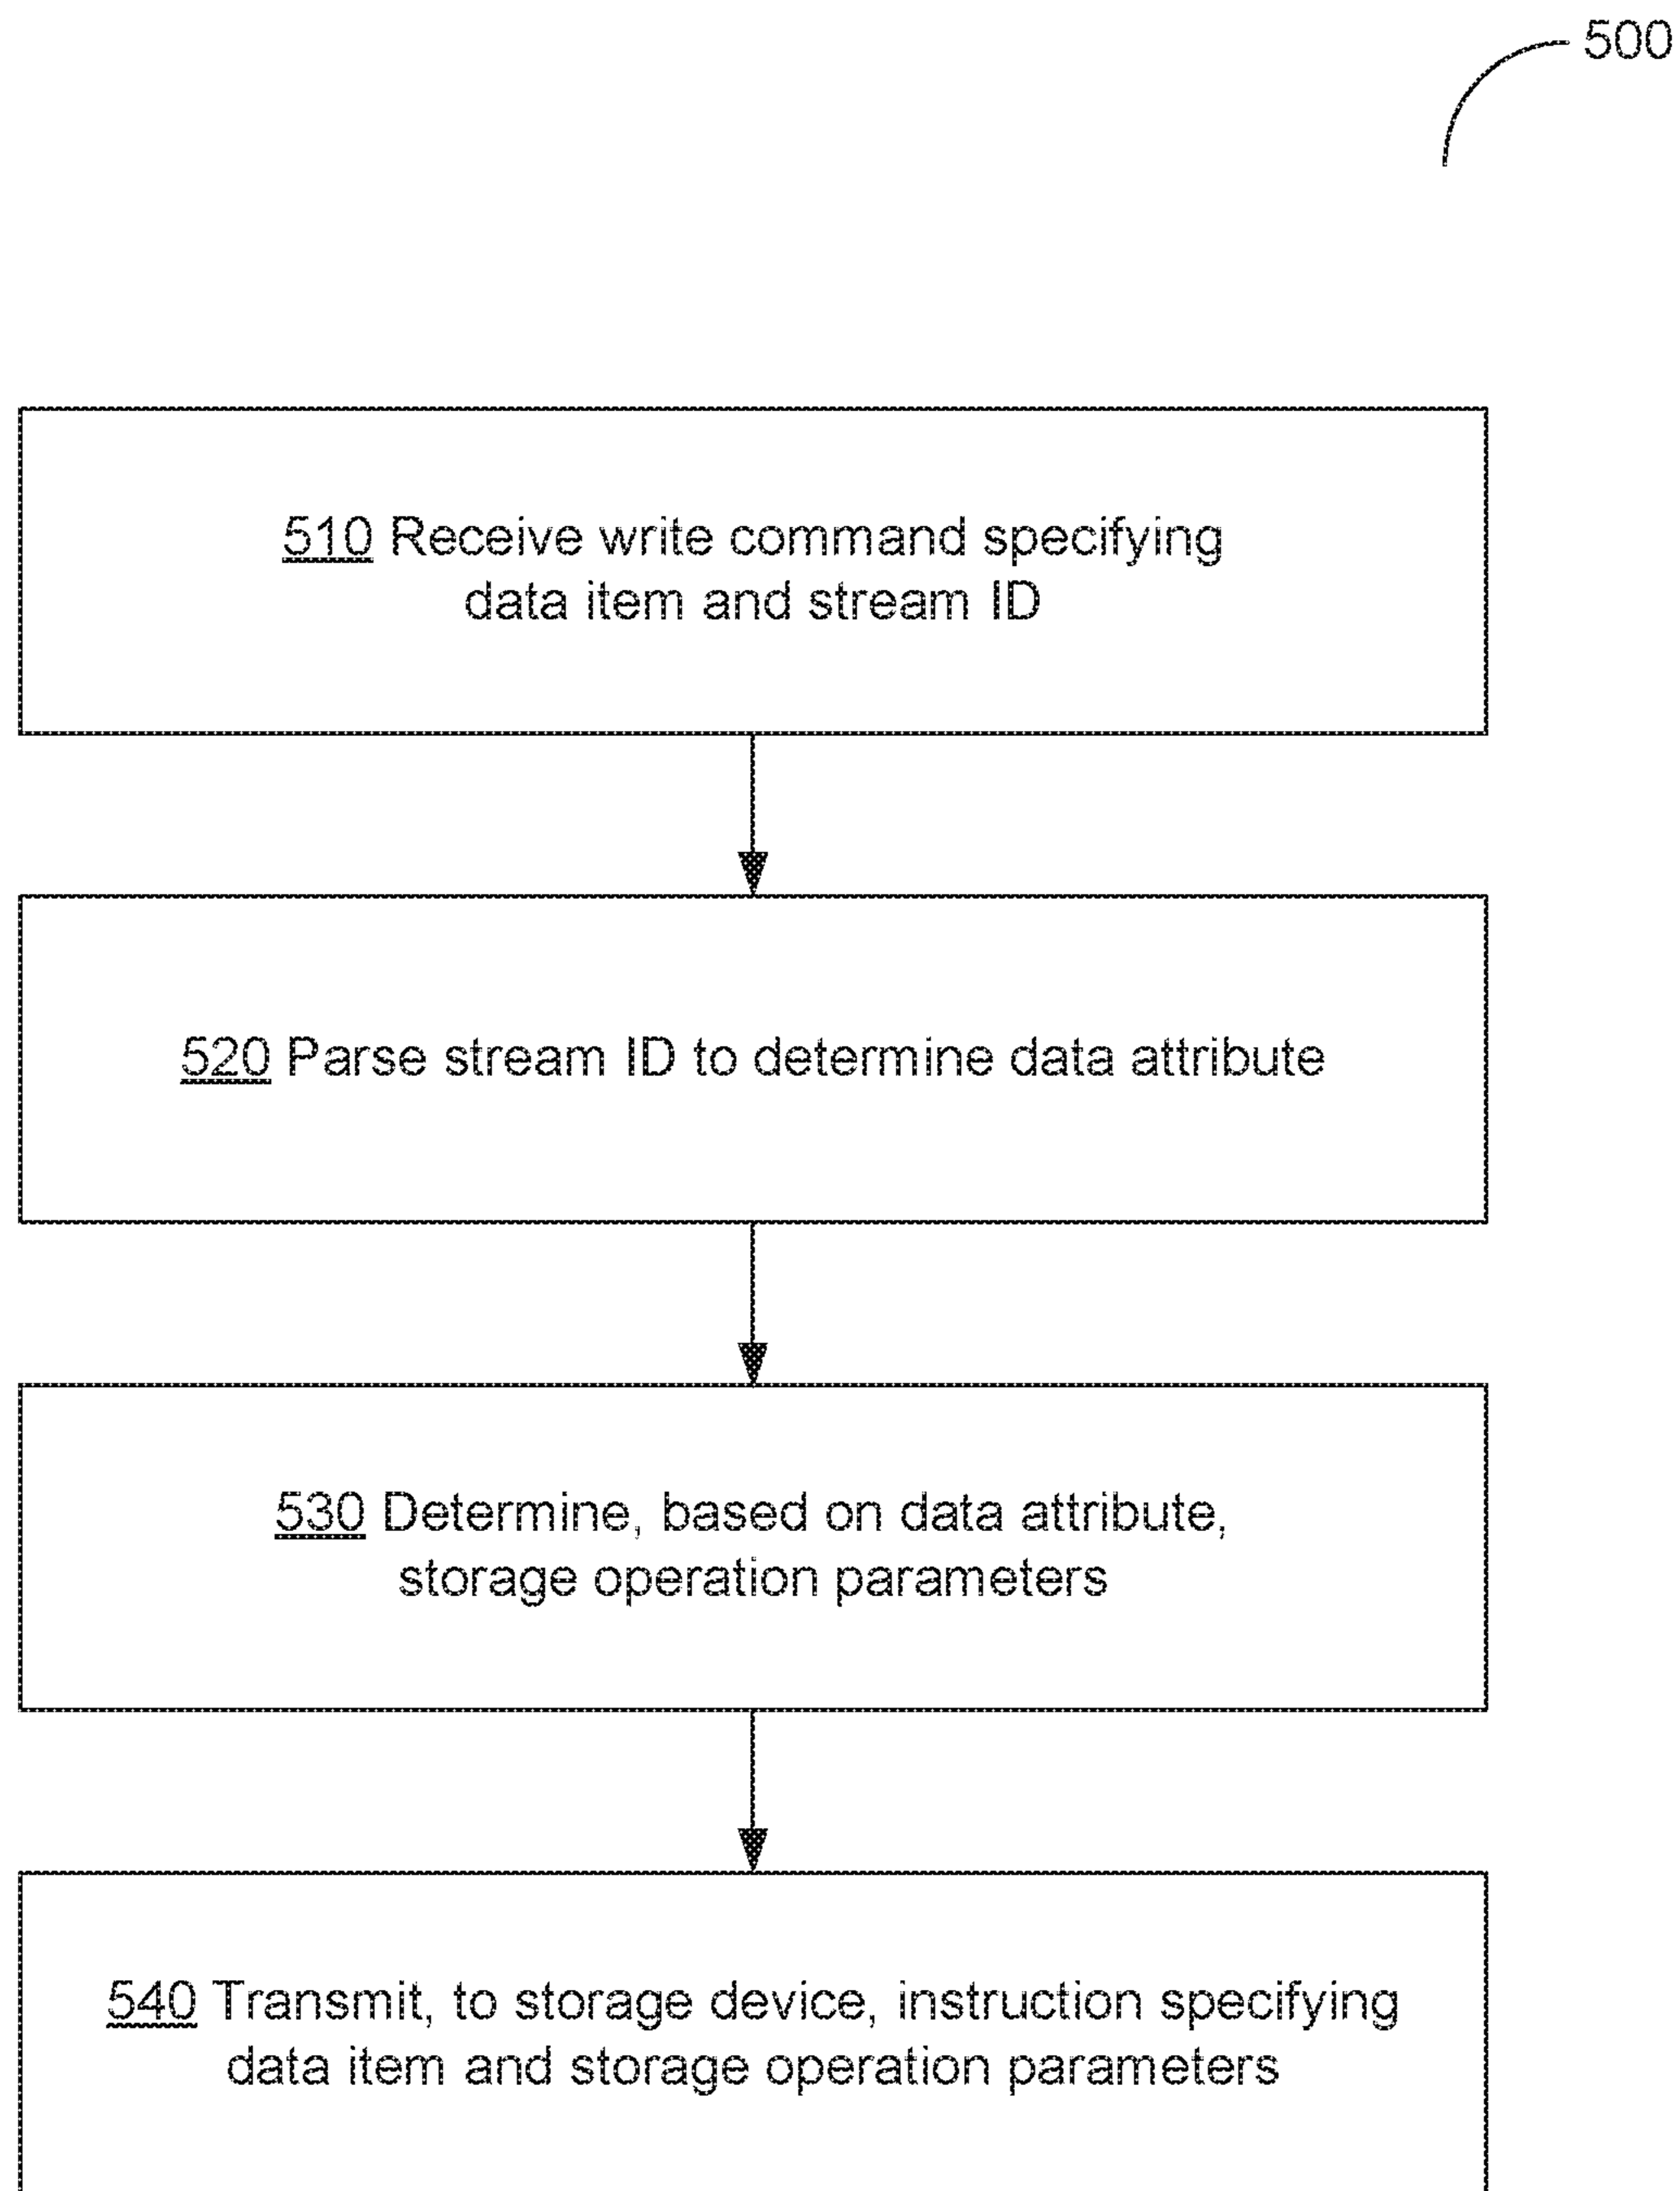 500
510 Receive write command specifying
data item and stream ID
520 Parse stream ID to determine data attribute
530 Determine, based on data attribute,
storage operation parameters
540 Transmit, to storage device, instruction specifying
data item and storage operation parameters